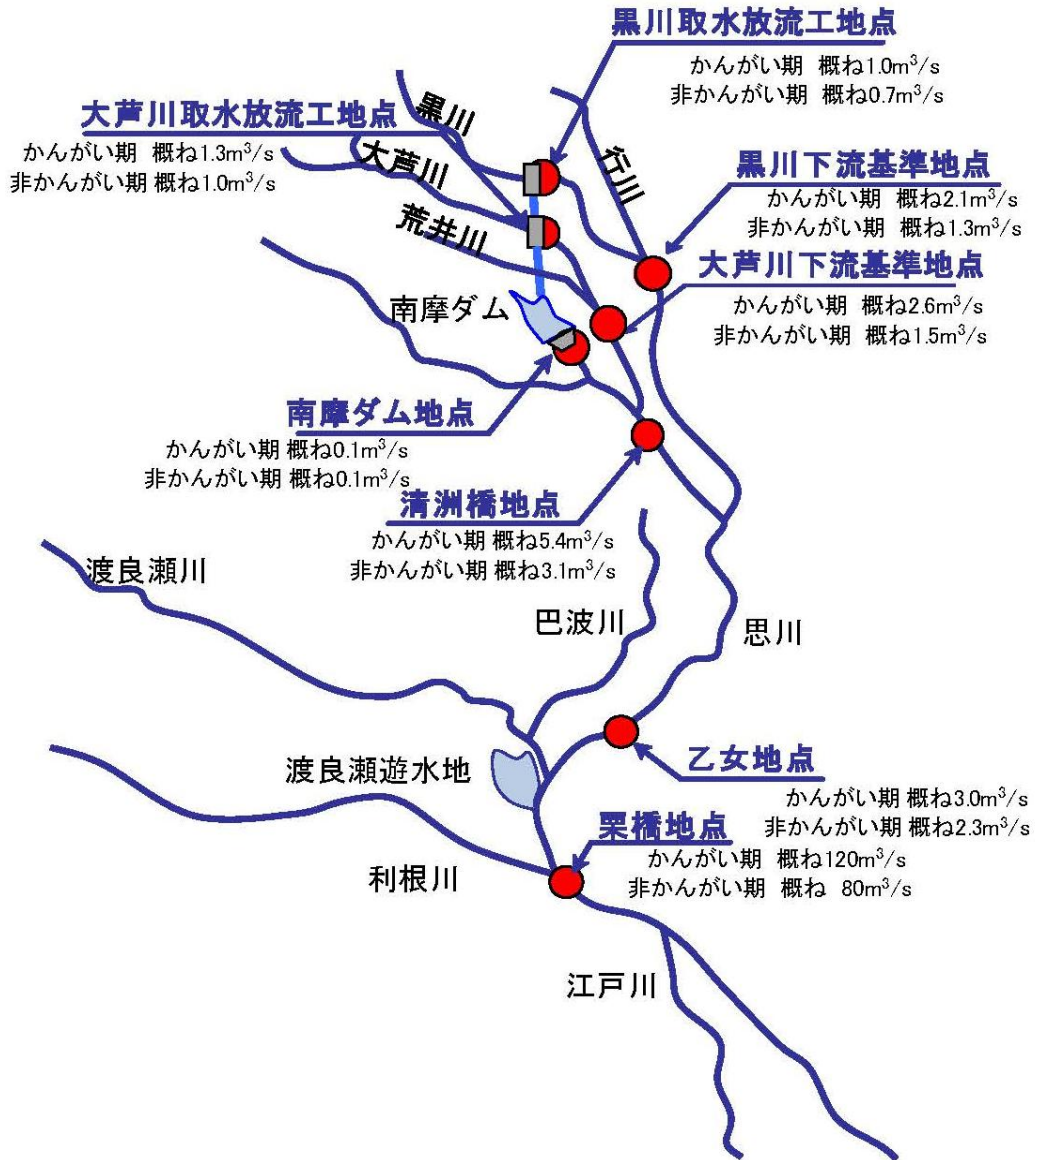 黒川取水放流工地点
かんがい期 概ね1.0m³/s
非かんがい期 概ね0.7m³/s
大芦川取水放流工地点
かんがい期 概ね1.3m³/s
非かんがい期 概ね1.0m³/s
黒川
大芦川
荒井川
行川
黒川下流基準地点
かんがい期 概ね2.1m³/s
非かんがい期 概ね1.3m³/s
大芦川下流基準地点
かんがい期 概ね2.6m³/s
非かんがい期 概ね1.5m³/s
南摩ダム
南摩ダム地点
かんがい期 概ね0.1m³/s
非かんがい期 概ね0.1m³/s
清洲橋地点
かんがい期 概ね5.4m³/s
非かんがい期 概ね3.1m³/s
渡良瀬川
巴波川
思川
渡良瀬遊水地
乙女地点
かんがい期 概ね3.0m³/s
非かんがい期 概ね2.3m³/s
栗橋地点
かんがい期 概ね120m³/s
非かんがい期 概ね 80m³/s
利根川
江戸川